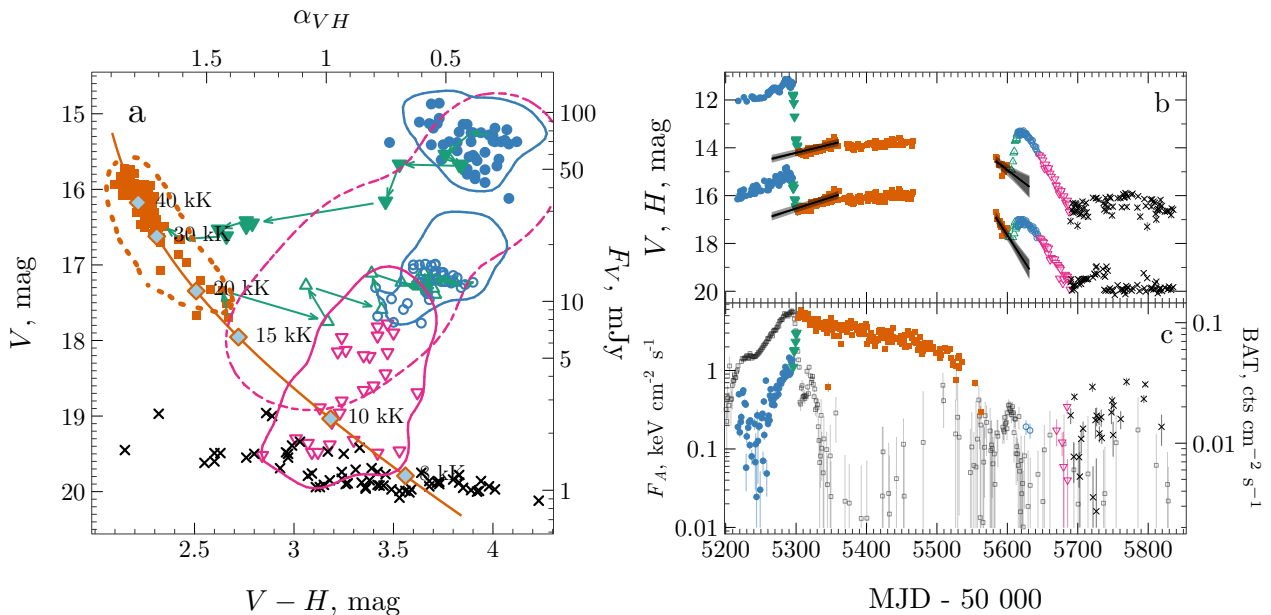 α_VH
1.5 1 0.5
a
15
16
17
18
19
20
V, mag
100
50
10
5
1
F_V, mJy
40 kK
30 kK
20 kK
15 kK
10 kK
8 kK
2.5 3 3.5 4
V − H, mag
b
12
14
16
18
20
V, H, mag
c
1
0.1
0.01
F_A, keV cm⁻² s⁻¹
0.1
0.01
BAT, cts cm⁻² s⁻¹
5200 5300 5400 5500 5600 5700 5800
MJD - 50 000